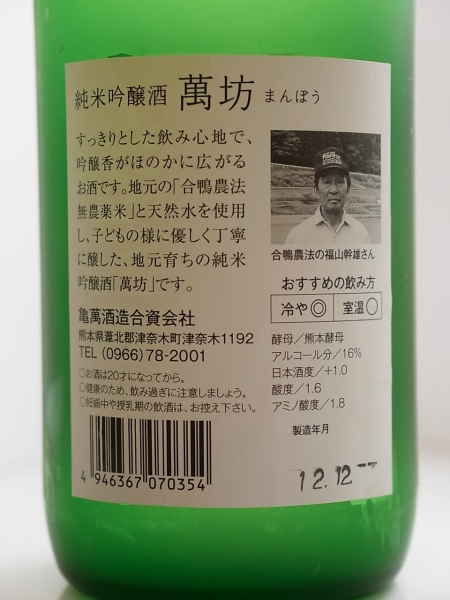 純米吟醸酒 萬坊 まんぼう
すっきりとした飲み心地で、
吟醸香がほのかに広がる
お酒です。地元の「合鴨農法
無農薬米」と天然水を使用
し、子どもの様に優しく丁寧
に醸した、地元育ちの純米
吟醸酒「萬坊」です。
亀萬酒造合資会社
熊本県葦北郡津奈木町津奈木1192
TEL (0966)78-2001
○お酒は20才になってから。
○健康のため、飲み過ぎに注意しましょう。
○妊娠中や授乳期の飲酒は、お控え下さい。
4 946367 070354
合鴨農法の福山幹雄さん
おすすめの飲み方
冷や◎ 室温○
酵母/熊本酵母
アルコール分/16%
日本酒度/+1.0
酸度/1.6
アミノ酸度/1.8
製造年月
12.12